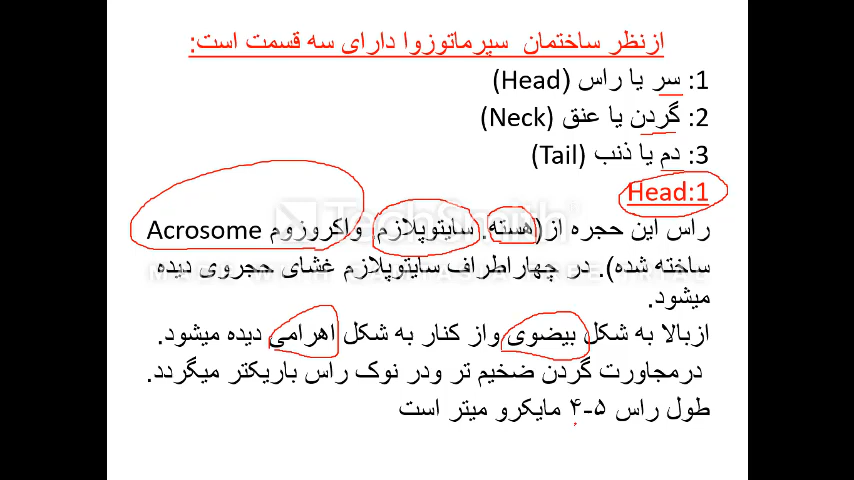 ازنظر ساختمان سپرماتوزوا دارای سه قسمت است:
1: سر یا راس (Head)
2: گردن یا عنق (Neck)
3: دم یا ذنب (Tail)
Head:1
راس این حجره از(هسته. سایتوپلازم واکروزوم Acrosome
ساخته شده). در چهاراطراف سایتوپلازم غشای حجروی دیده
میشود.
ازبالا به شکل بیضوی واز کنار به شکل اهرامی دیده میشود.
درمجاورت گردن ضخیم تر ودر نوک راس باریکتر میگردد.
طول راس ۵-۴ مایکرو میتر است
TechSmith